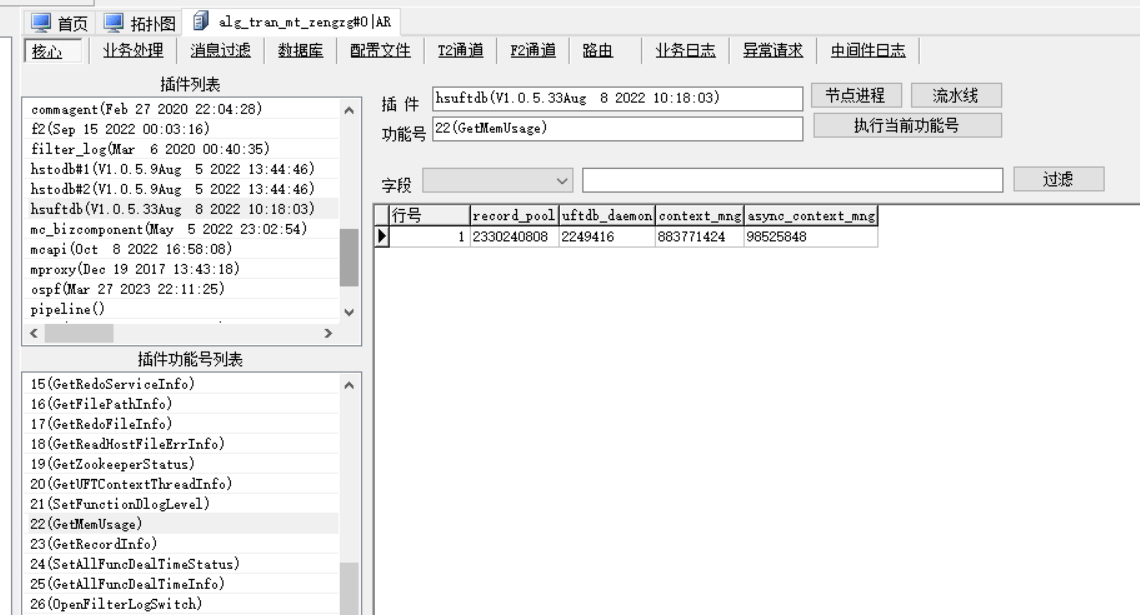 首页 拓扑图 alg_tran_mt_zengzg#0|AR
核心 业务处理 消息过滤 数据库 配置文件 T2通道 F2通道 路由 业务日志 异常请求 中间件日志
插件列表
commagent(Feb 27 2020 22:04:28)
f2(Sep 15 2022 00:03:16)
filter_log(Mar  6 2020 00:40:35)
hstodb#1(V1.0.5.9Aug  5 2022 13:44:46)
hstodb#2(V1.0.5.9Aug  5 2022 13:44:46)
hsuftdb(V1.0.5.33Aug  8 2022 10:18:03)
mc_bizcomponent(May  5 2022 23:02:54)
mcapi(Oct  8 2022 16:58:08)
mproxy(Dec 19 2017 13:43:18)
ospf(Mar 27 2023 22:11:25)
pipeline()
插件功能号列表
15(GetRedoServiceInfo)
16(GetFilePathInfo)
17(GetRedoFileInfo)
18(GetReadHostFileErrInfo)
19(GetZookeeperStatus)
20(GetUFTContextThreadInfo)
21(SetFunctionDlogLevel)
22(GetMemUsage)
23(GetRecordInfo)
24(SetAllFuncDealTimeStatus)
25(GetAllFuncDealTimeInfo)
26(OpenFilterLogSwitch)
插 件 hsuftdb(V1.0.5.33Aug  8 2022 10:18:03) 节点进程 流水线
功能号 22(GetMemUsage) 执行当前功能号
字段 过滤
行号 record_pool uftdb_daemon context_mng async_context_mng
1 2330240808 2249416 883771424 98525848